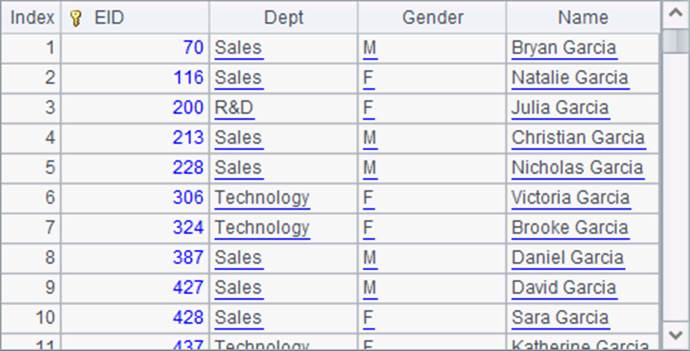 Index EID Dept Gender Name
1 70 Sales M Bryan Garcia
2 116 Sales F Natalie Garcia
3 200 R&D F Julia Garcia
4 213 Sales M Christian Garcia
5 228 Sales M Nicholas Garcia
6 306 Technology F Victoria Garcia
7 324 Technology F Brooke Garcia
8 387 Sales M Daniel Garcia
9 427 Sales M David Garcia
10 428 Sales F Sara Garcia
11 437 Technology F Katherine Garcia